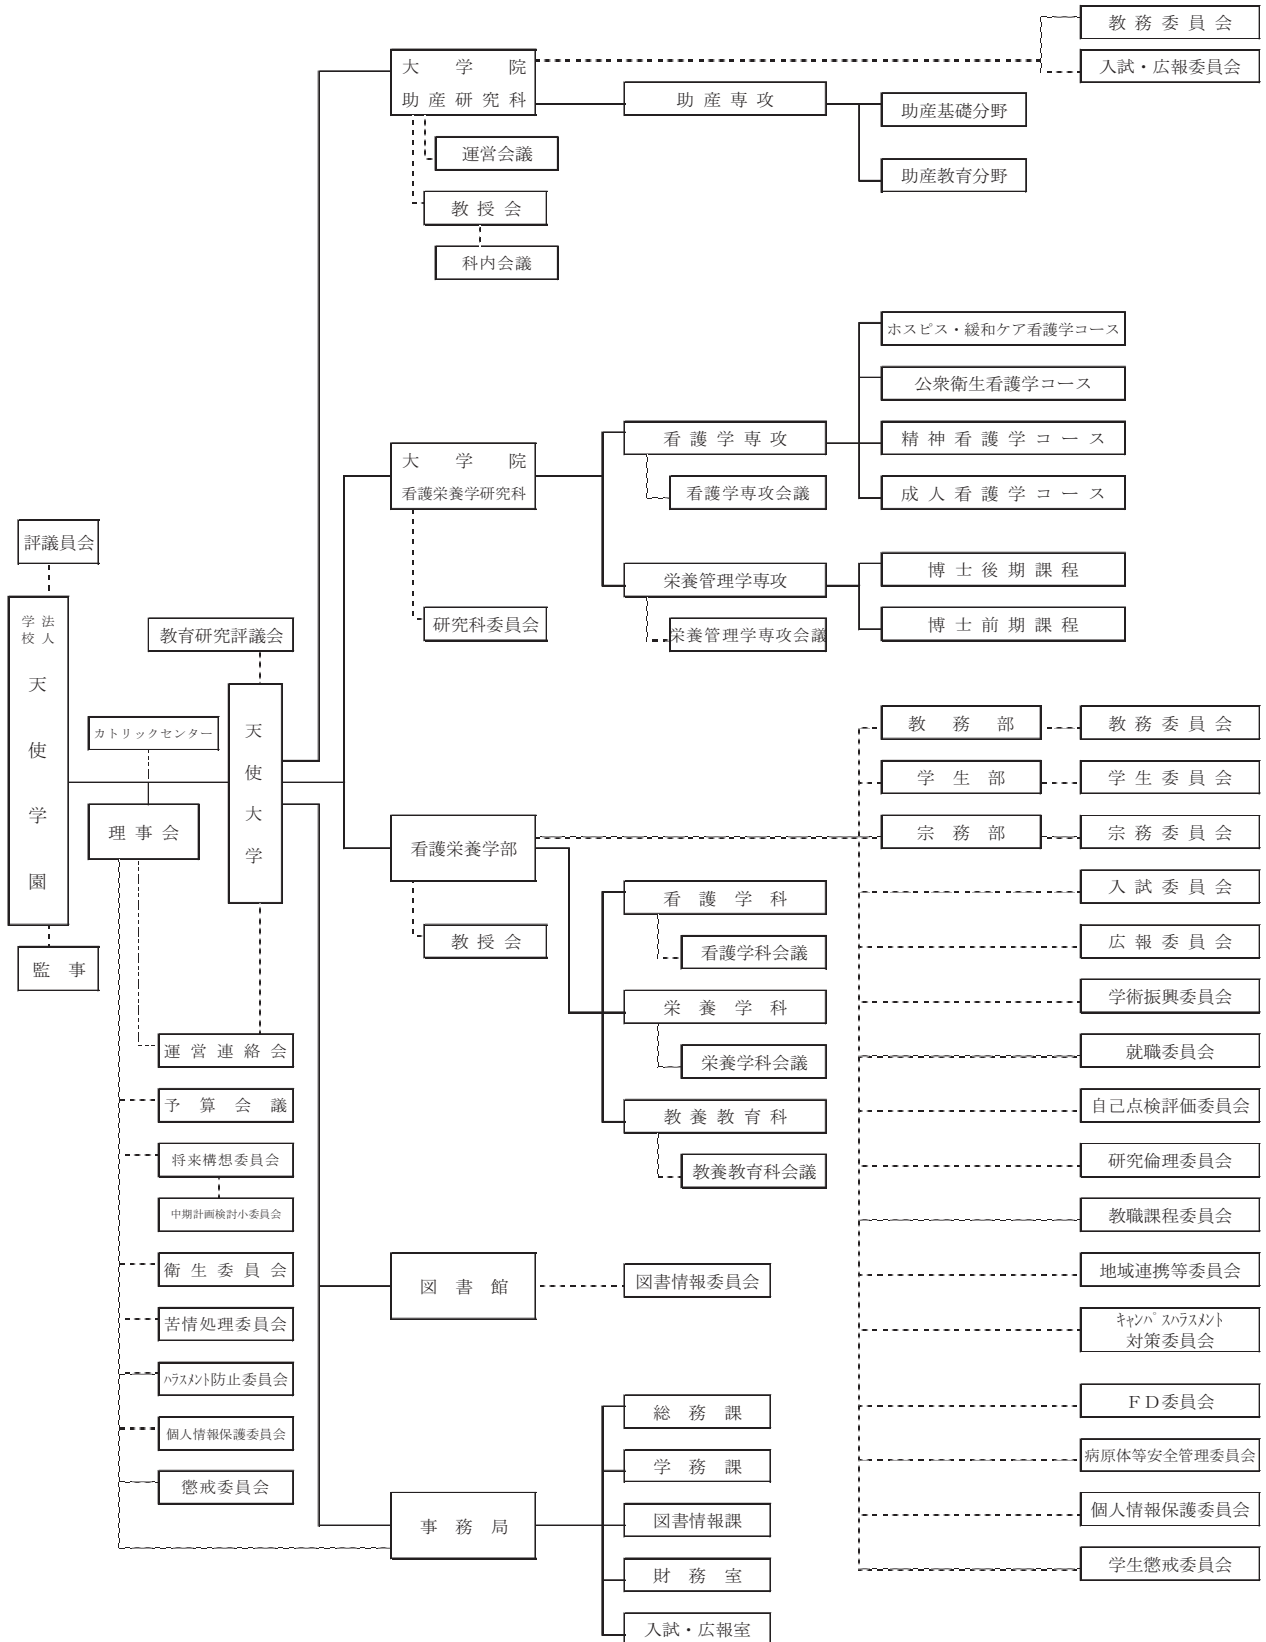 教務委員会
入試・広報委員会
大学院
助産研究科
助産専攻
助産基礎分野
助産教育分野
運営会議
教授会
科内会議
ホスピス・緩和ケア看護学コース
公衆衛生看護学コース
精神看護学コース
成人看護学コース
大学院
看護栄養学研究科
看護学専攻
看護学専攻会議
栄養管理学専攻
栄養管理学専攻会議
博士後期課程
博士前期課程
研究科委員会
評議員会
学校
法人
天使学園
監事
教育研究評議会
カトリックセンター
天使大学
理事会
運営連絡会
予算会議
将来構想委員会
中期計画検討小委員会
衛生委員会
苦情処理委員会
ハラスメント防止委員会
個人情報保護委員会
懲戒委員会
看護栄養学部
教授会
看護学科
看護学科会議
栄養学科
栄養学科会議
教養教育科
教養教育科会議
教務部
教務委員会
学生部
学生委員会
宗務部
宗務委員会
入試委員会
広報委員会
学術振興委員会
就職委員会
自己点検評価委員会
研究倫理委員会
教職課程委員会
地域連携等委員会
キャンパスハラスメント
対策委員会
ＦＤ委員会
病原体等安全管理委員会
個人情報保護委員会
学生懲戒委員会
図書館
図書情報委員会
事務局
総務課
学務課
図書情報課
財務室
入試・広報室